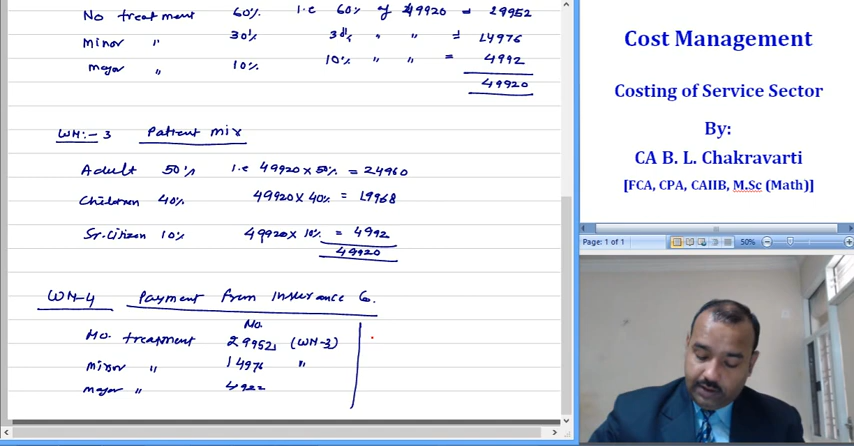 No treatment 60% i.e 60% of 49920 = 29952
minor " 30% 30% " " = 14976
major " 10% 10% " " = 4992
49920
WN:-3 Patient mix
Adult 50% i.e 49920 x 50% = 24960
Children 40% 49920 x 40% = 19968
Sr. Citizen 10% 49920 x 10% = 4992
49920
WN-4 Payment from Insurance Co.
No.
No. treatment 29952 (WN-3)
minor " 14976 "
major " 4922
Cost Management
Costing of Service Sector
By:
CA B. L. Chakravarti
[FCA, CPA, CAIIB, M.Sc (Math)]
Page: 1 of 1 50%